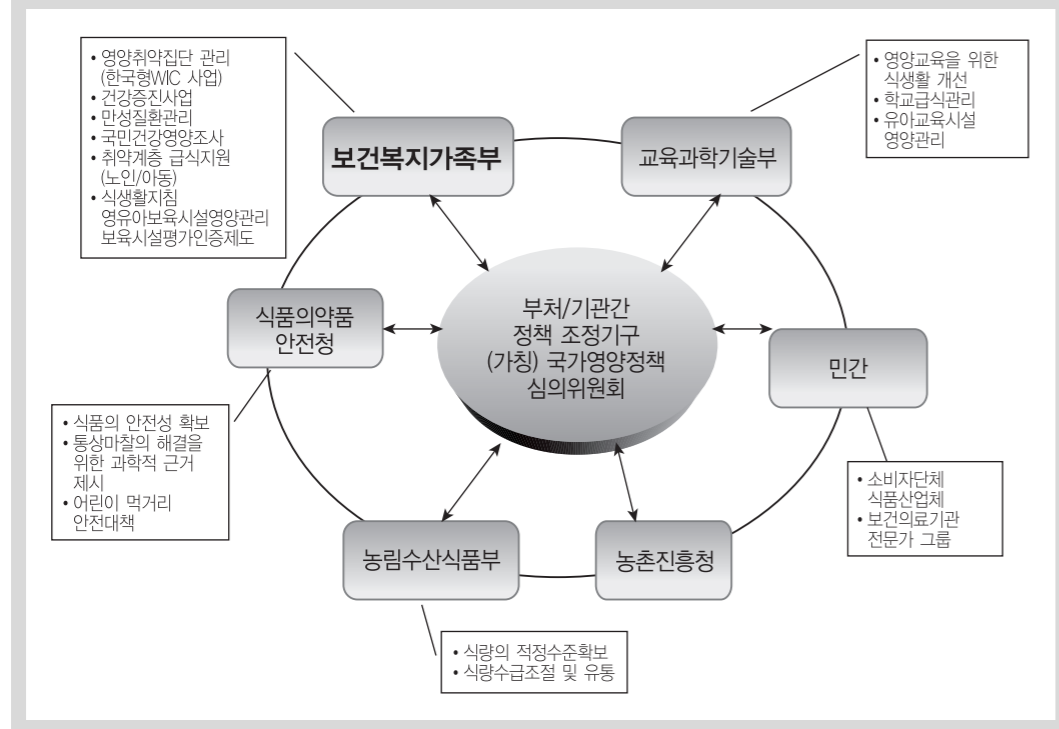 • 영양취약집단 관리
(한국형WIC 사업)
• 건강증진사업
• 만성질환관리
• 국민건강영양조사
• 취약계층 급식지원
(노인/아동)
• 식생활지침
영유아보육시설영양관리
보육시설평가인증제도
• 영양교육을 위한
식생활 개선
• 학교급식관리
• 유아교육시설
영양관리
보건복지가족부
교육과학기술부
식품의약품
안전청
부처/기관간
정책 조정기구
(가칭) 국가영양정책
심의위원회
민간
• 식품의 안전성 확보
• 통상마찰의 해결을
위한 과학적 근거
제시
• 어린이 먹거리
안전대책
• 소비자단체
식품산업체
• 보건의료기관
전문가 그룹
농림수산식품부
농촌진흥청
• 식량의 적정수준확보
• 식량수급조절 및 유통